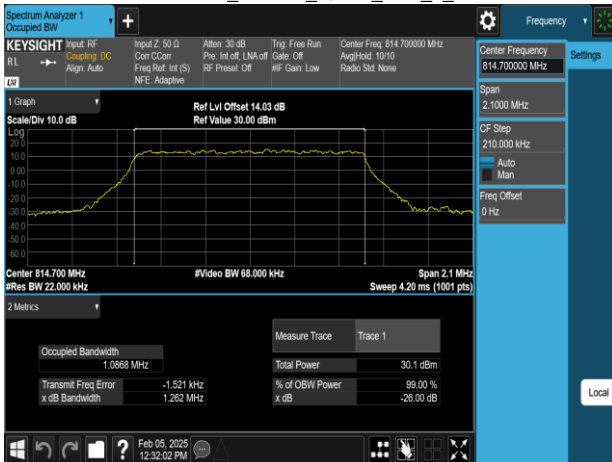 Spectrum Analyzer 1
Occupied BW
Frequency
KEYSIGHT
RL
Input: RF
Coupling: DC
Align: Auto
Input Z: 50 Ω
Corr CCorr
Freq Ref: Int (S)
NFE: Adaptive
Atten: 30 dB
Pre: Int off, LNA off
RF Preset: Off
Trig: Free Run
Gate: Off
#IF Gain: Low
Center Freq: 814.700000 MHz
Avg|Hold: 10/10
Radio Std: None
1 Graph
Scale/Div 10.0 dB
Ref Lvl Offset 14.03 dB
Ref Value 30.00 dBm
Log
20.0
10.0
0.00
-10.0
-20.0
-30.0
-40.0
-50.0
-60.0
Center 814.700 MHz
#Res BW 22.000 kHz
#Video BW 68.000 kHz
Span 2.1 MHz
Sweep 4.20 ms (1001 pts)
2 Metrics
Measure Trace Trace 1
Occupied Bandwidth
1.0868 MHz
Total Power 30.1 dBm
Transmit Freq Error -1.521 kHz
% of OBW Power 99.00 %
x dB Bandwidth 1.262 MHz
x dB -26.00 dB
Center Frequency
814.700000 MHz
Span
2.1000 MHz
CF Step
210.000 kHz
Auto
Man
Freq Offset
0 Hz
Settings
Local
?
Feb 05, 2025
12:32:02 PM